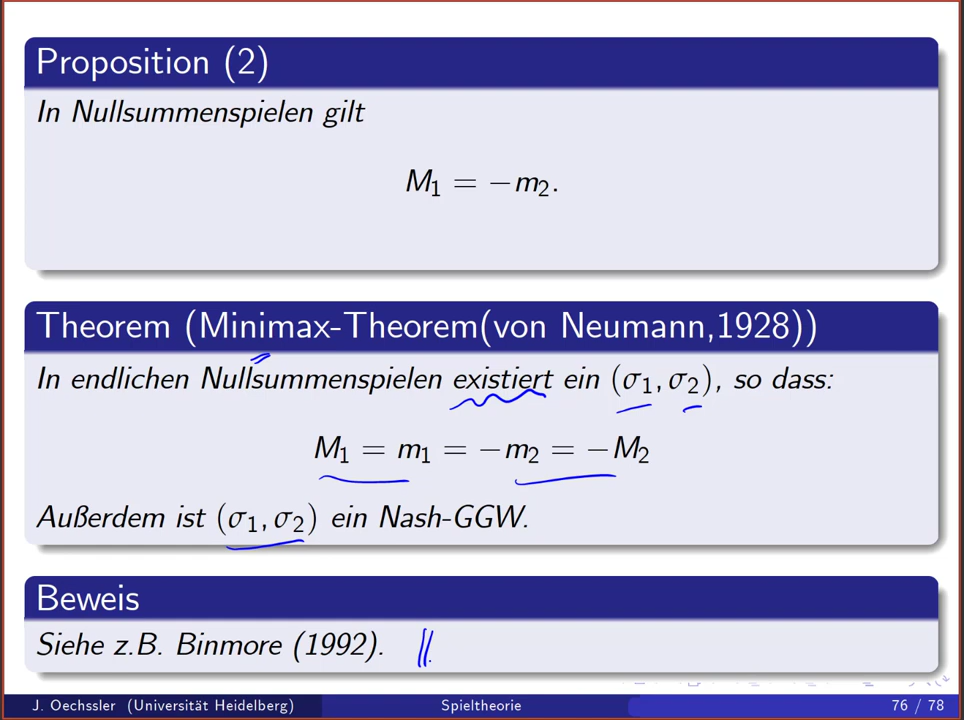 Proposition (2)
In Nullsummenspielen gilt
M₁ = −m₂.
Theorem (Minimax-Theorem(von Neumann,1928))
In endlichen Nullsummenspielen existiert ein (σ₁, σ₂), so dass:
M₁ = m₁ = −m₂ = −M₂
Außerdem ist (σ₁, σ₂) ein Nash-GGW.
Beweis
Siehe z.B. Binmore (1992).
J. Oechssler (Universität Heidelberg) Spieltheorie 76 / 78